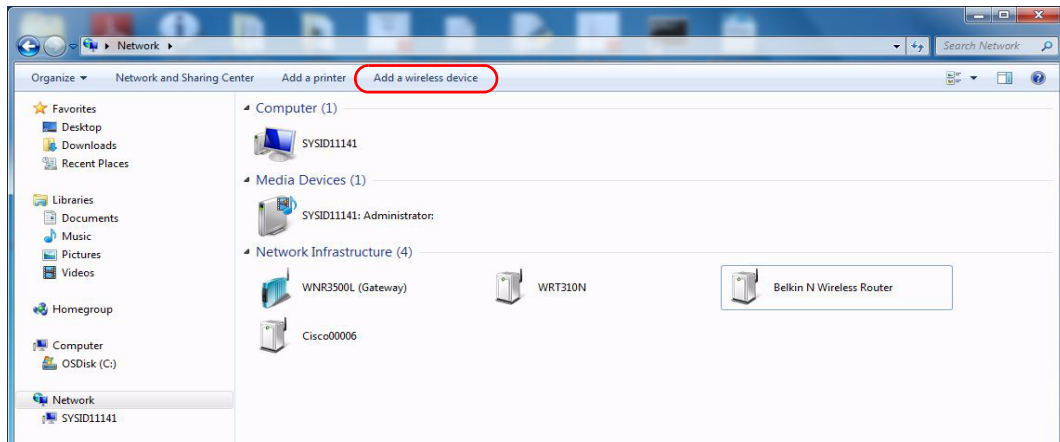 Network
Search Network
Organize Network and Sharing Center Add a printer Add a wireless device
Favorites
Desktop
Downloads
Recent Places
Libraries
Documents
Music
Pictures
Videos
Homegroup
Computer
OSDisk (C:)
Network
SYSID11141
Computer (1)
SYSID11141
Media Devices (1)
SYSID11141: Administrator:
Network Infrastructure (4)
WNR3500L (Gateway) WRT310N Belkin N Wireless Router
Cisco00006